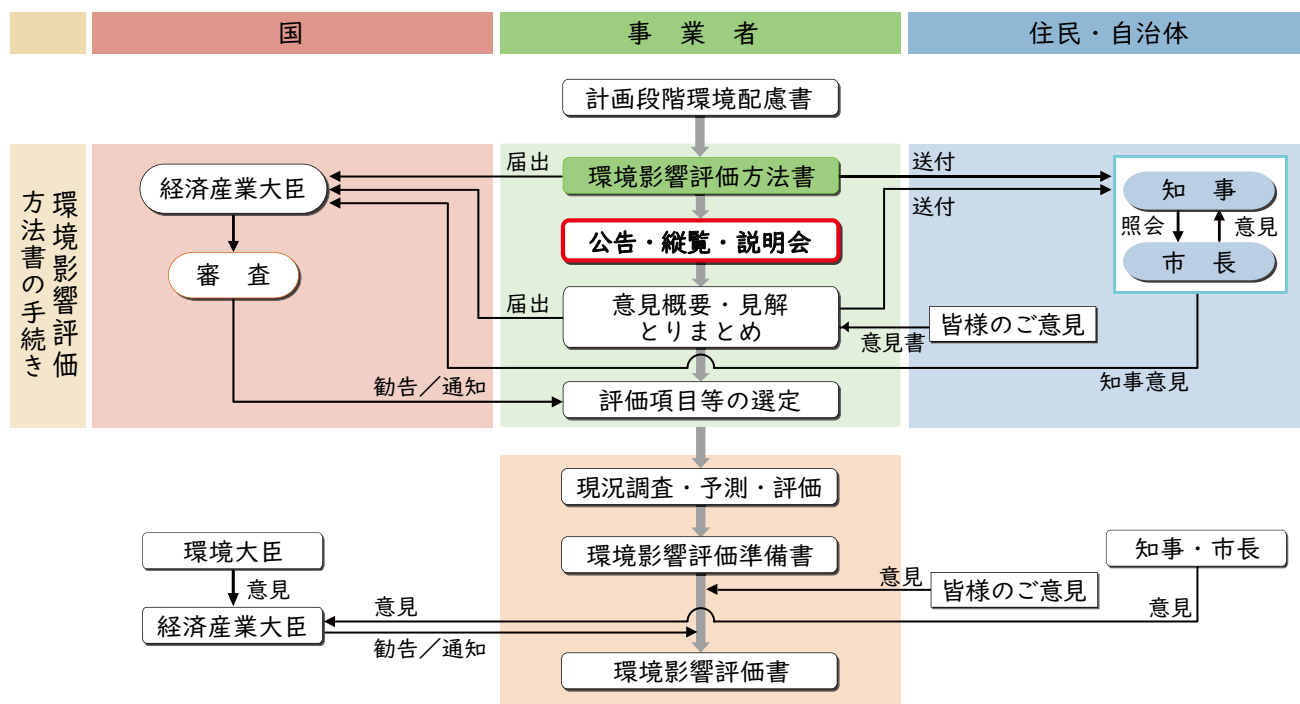 国
事 業 者
住民・自治体
計画段階環境配慮書
環境影響評価
方法書の手続き
届出
環境影響評価方法書
送付
経済産業大臣
知 事
送付
照会
意見
公告・縦覧・説明会
市 長
審 査
届出
意見概要・見解
とりまとめ
皆様のご意見
意見書
知事意見
勧告／通知
評価項目等の選定
現況調査・予測・評価
環境大臣
環境影響評価準備書
知事・市長
意見
意見
皆様のご意見
意見
意見
経済産業大臣
勧告／通知
環境影響評価書